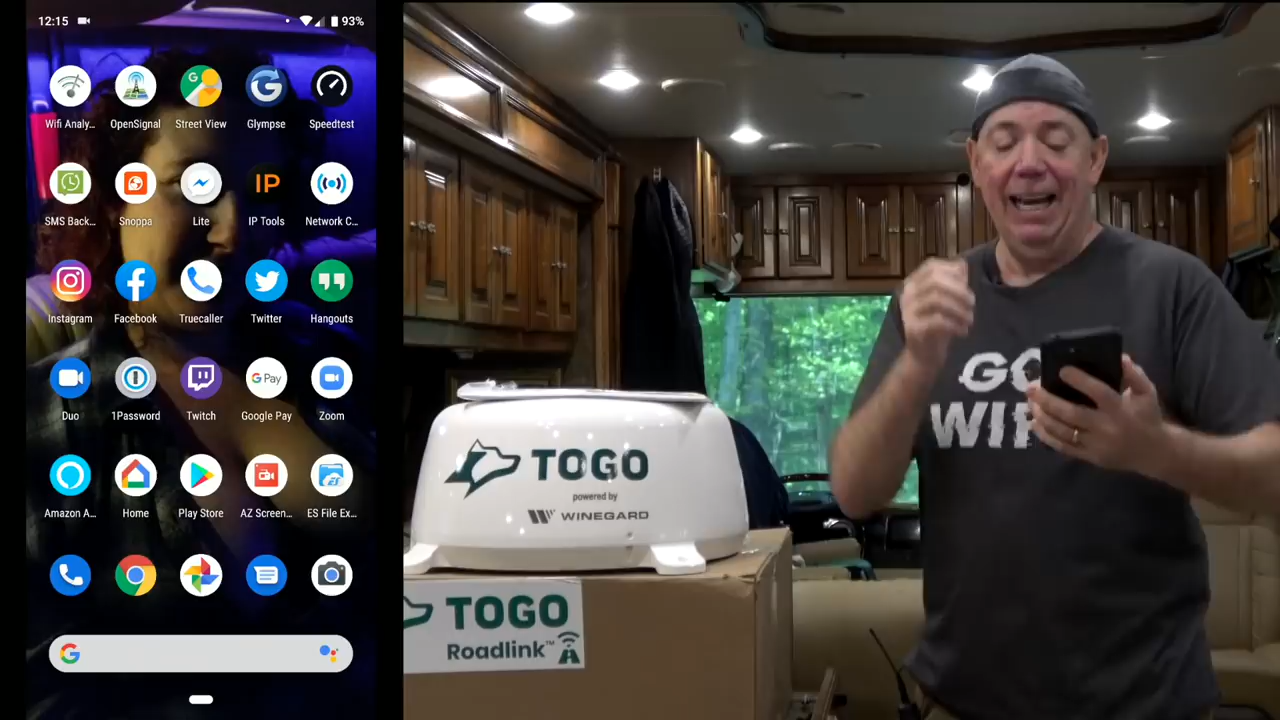 12:15
93%
Wifi Analy...
OpenSignal
Street View
Glympse
Speedtest
SMS Back...
Snoppa
Lite
IP Tools
Network C...
IP
Instagram
Facebook
Truecaller
Twitter
Hangouts
Duo
1Password
Twitch
Google Pay
Zoom
G Pay
Amazon A...
Home
Play Store
AZ Screen...
ES File Ex...
TOGO
powered by
WINEGARD
TOGO
Roadlink™
GO